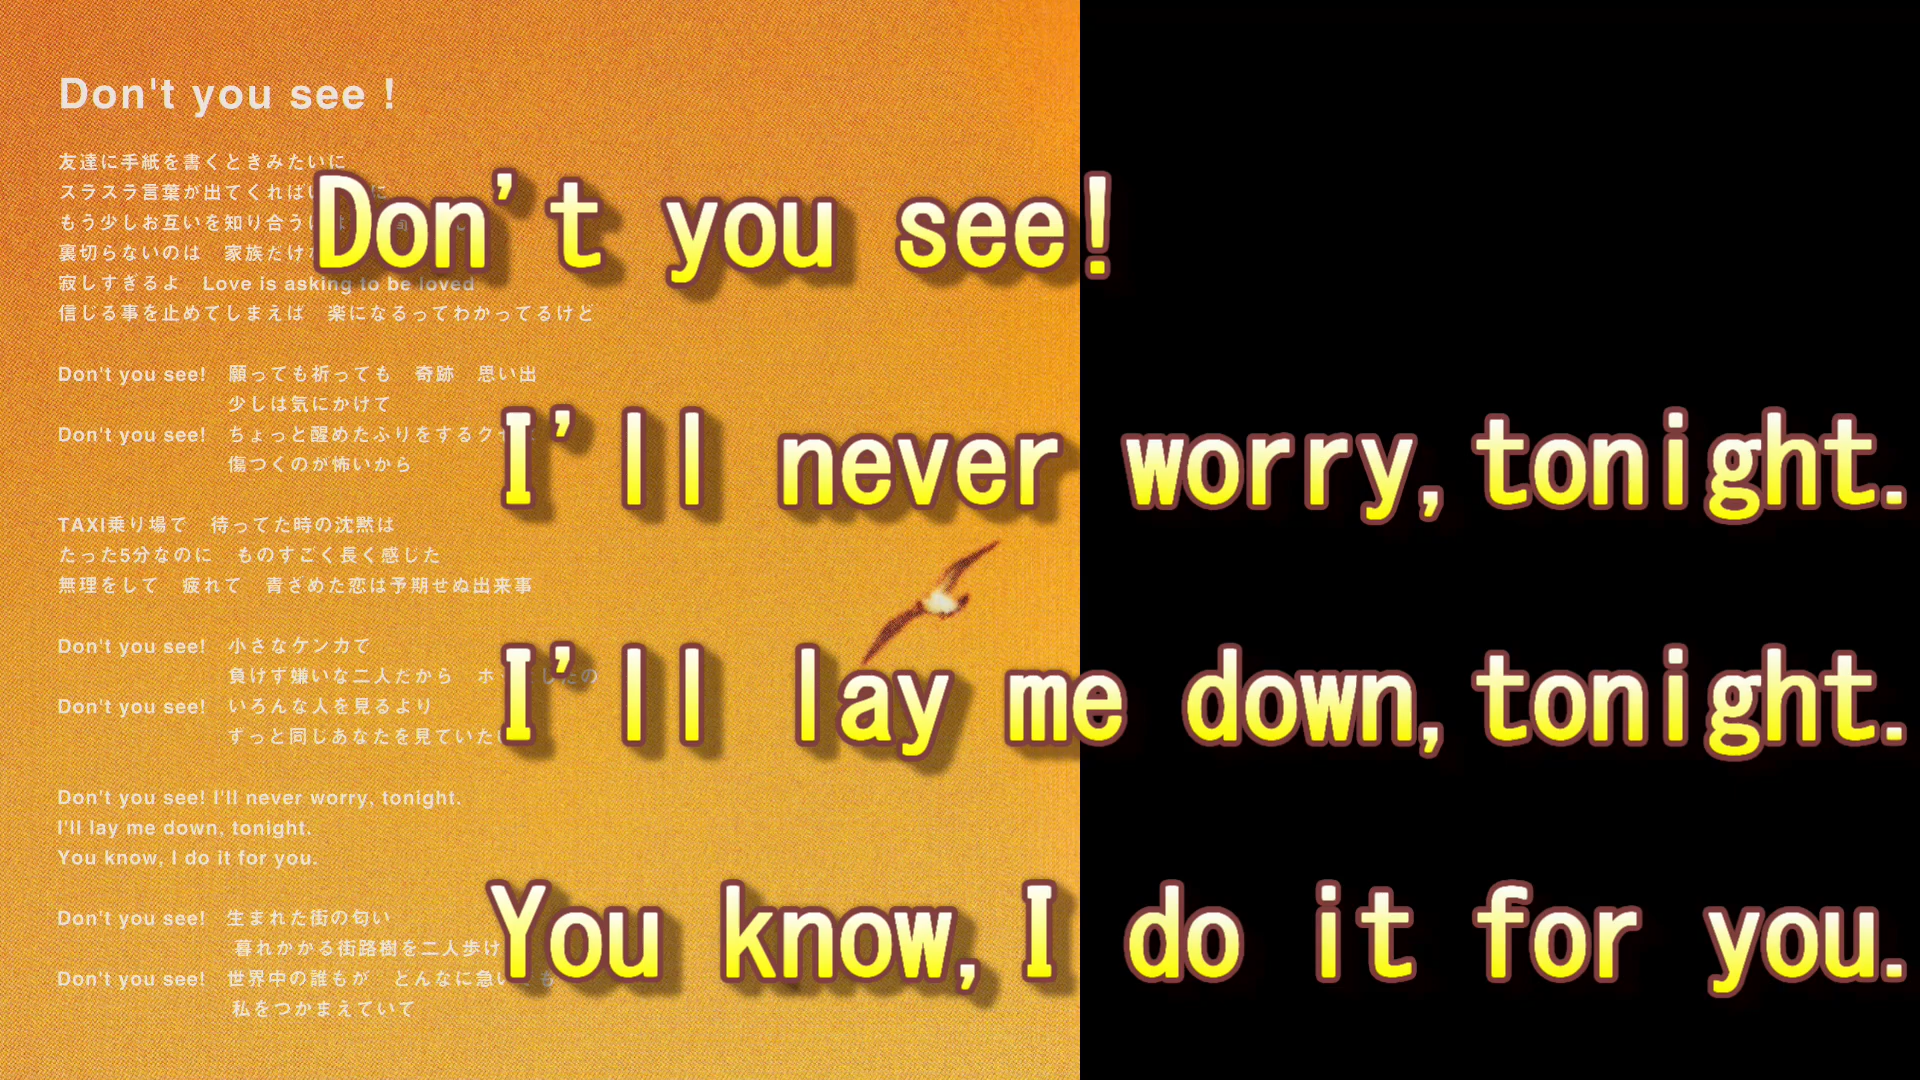 Don't you see !
友達に手紙を書くときみたいに
スラスラ言葉が出てくれば
もう少しお互いを知り合う
裏切らないのは 家族だけ
寂しすぎるよ Love is asking to be loved
信じる事を止めてしまえば 楽になるってわかってるけど
Don't you see! 願っても祈っても 奇跡 思い出
少しは気にかけて
Don't you see! ちょっと醒めたふりをする
傷つくのが怖いから
TAXI乗り場で 待ってた時の沈黙は
たった5分なのに ものすごく長く感じた
無理をして 疲れて 青ざめた恋は予期せぬ出来事
Don't you see! 小さなケンカで
負けず嫌いな二人だから
Don't you see! いろんな人を見るより
ずっと同じあなたを見ていたい
Don't you see! I'll never worry, tonight.
I'll lay me down, tonight.
You know, I do it for you.
Don't you see! 生まれた街の匂い
暮れかかる街路樹を二人歩け
Don't you see! 世界中の誰もが どんなに
私をつかまえていて
Don't you see!
I'll never worry, tonight.
I'll lay me down, tonight.
You know, I do it for you.